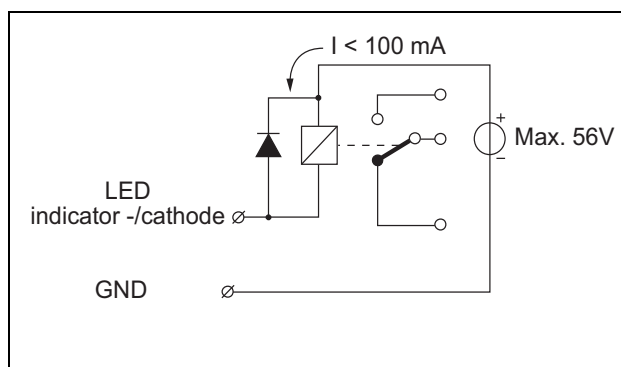 I < 100 mA
+
Max. 56V
–
LED
indicator -/cathode
GND